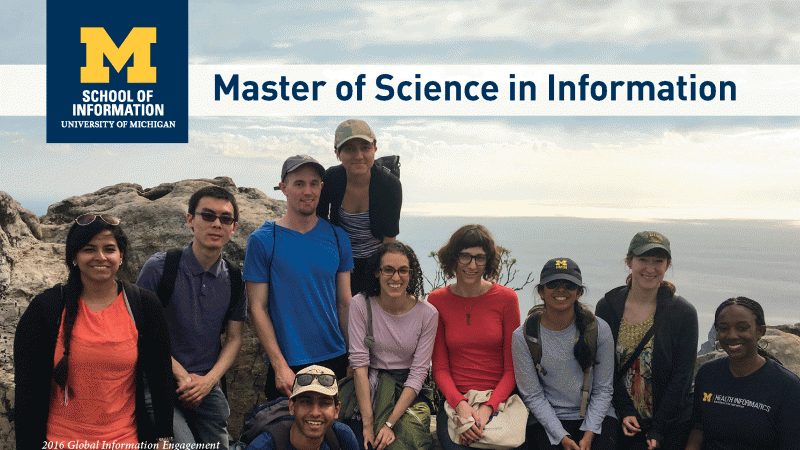 M
SCHOOL OF
INFORMATION
UNIVERSITY OF MICHIGAN
Master of Science in Information
M
M HEALTH INFORMATICS
2016 Global Information Engagement